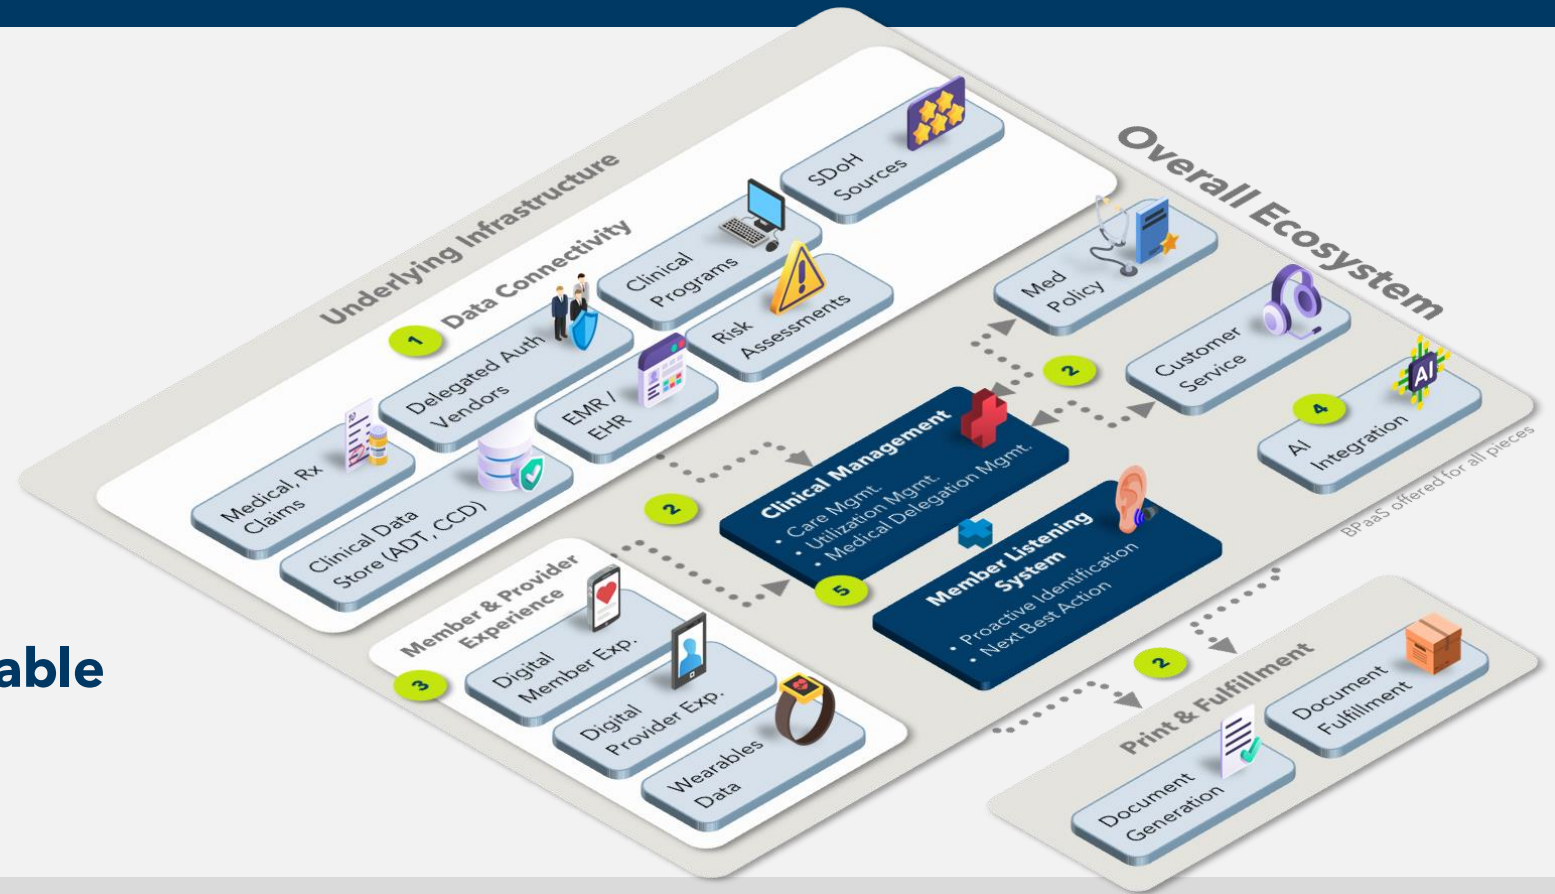 Overall Ecosystem
Underlying Infrastructure
1
Data Connectivity
SDoH
Sources
Clinical
Programs
Risk
Assessments
Delegated Auth
Vendors
EMR /
EHR
Medical, Rx
Claims
Clinical Data
Store (ADT, CCD)
Med
Policy
2
Customer
Service
4
AI
AI
Integration
BPaaS offered for all pieces
2
Clinical Management
• Care Mgmt.
• Utilization Mgmt.
• Medical Delegation Mgmt.
5
Member Listening
System
• Proactive Identification
• Next Best Action
Member & Provider
Experience
3
Digital
Member Exp.
Digital
Provider Exp.
Wearables
Data
able
2
Print & Fulfillment
Document
Fulfillment
Document
Generation